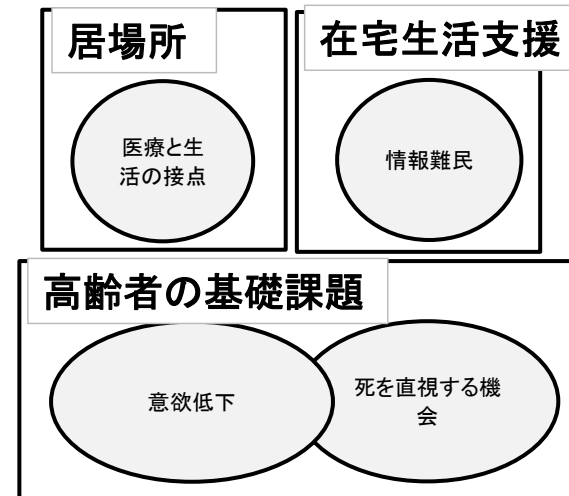 居場所
在宅生活支援
医療と生
活の接点
情報難民
高齢者の基礎課題
意欲低下
死を直視する機
会